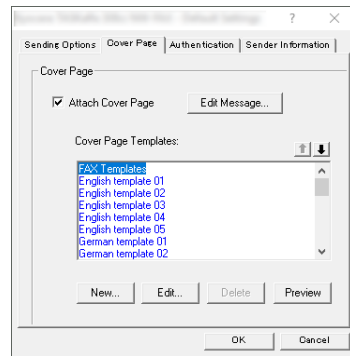 ?
Sending Options Cover Page Authentication Sender Information
Cover Page
Attach Cover Page Edit Message...
Cover Page Templates:
FAX Templates
English template 01
English template 02
English template 03
English template 04
English template 05
German template 01
German template 02
New... Edit... Delete Preview
OK Cancel